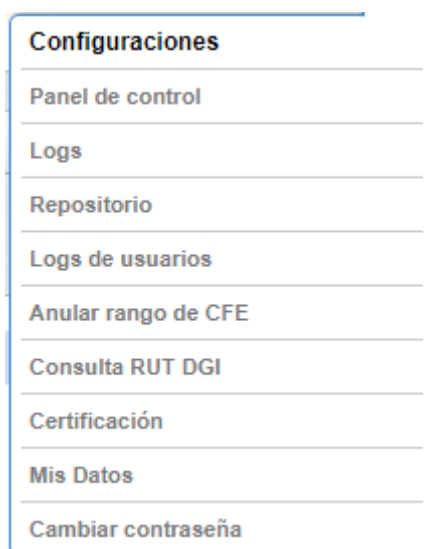 Configuraciones
Panel de control
Logs
Repositorio
Logs de usuarios
Anular rango de CFE
Consulta RUT DGI
Certificación
Mis Datos
Cambiar contraseña